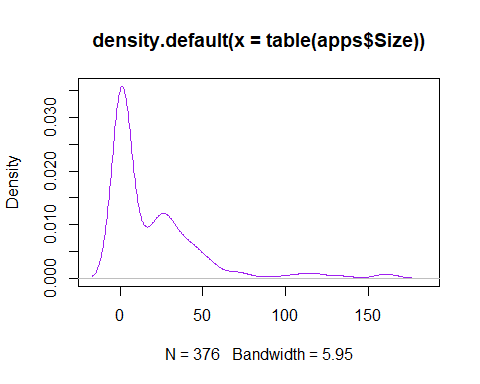 density.default(x = table(apps$Size))
Density
0.030
0.020
0.010
0.000
0
50
100
150
N = 376   Bandwidth = 5.95